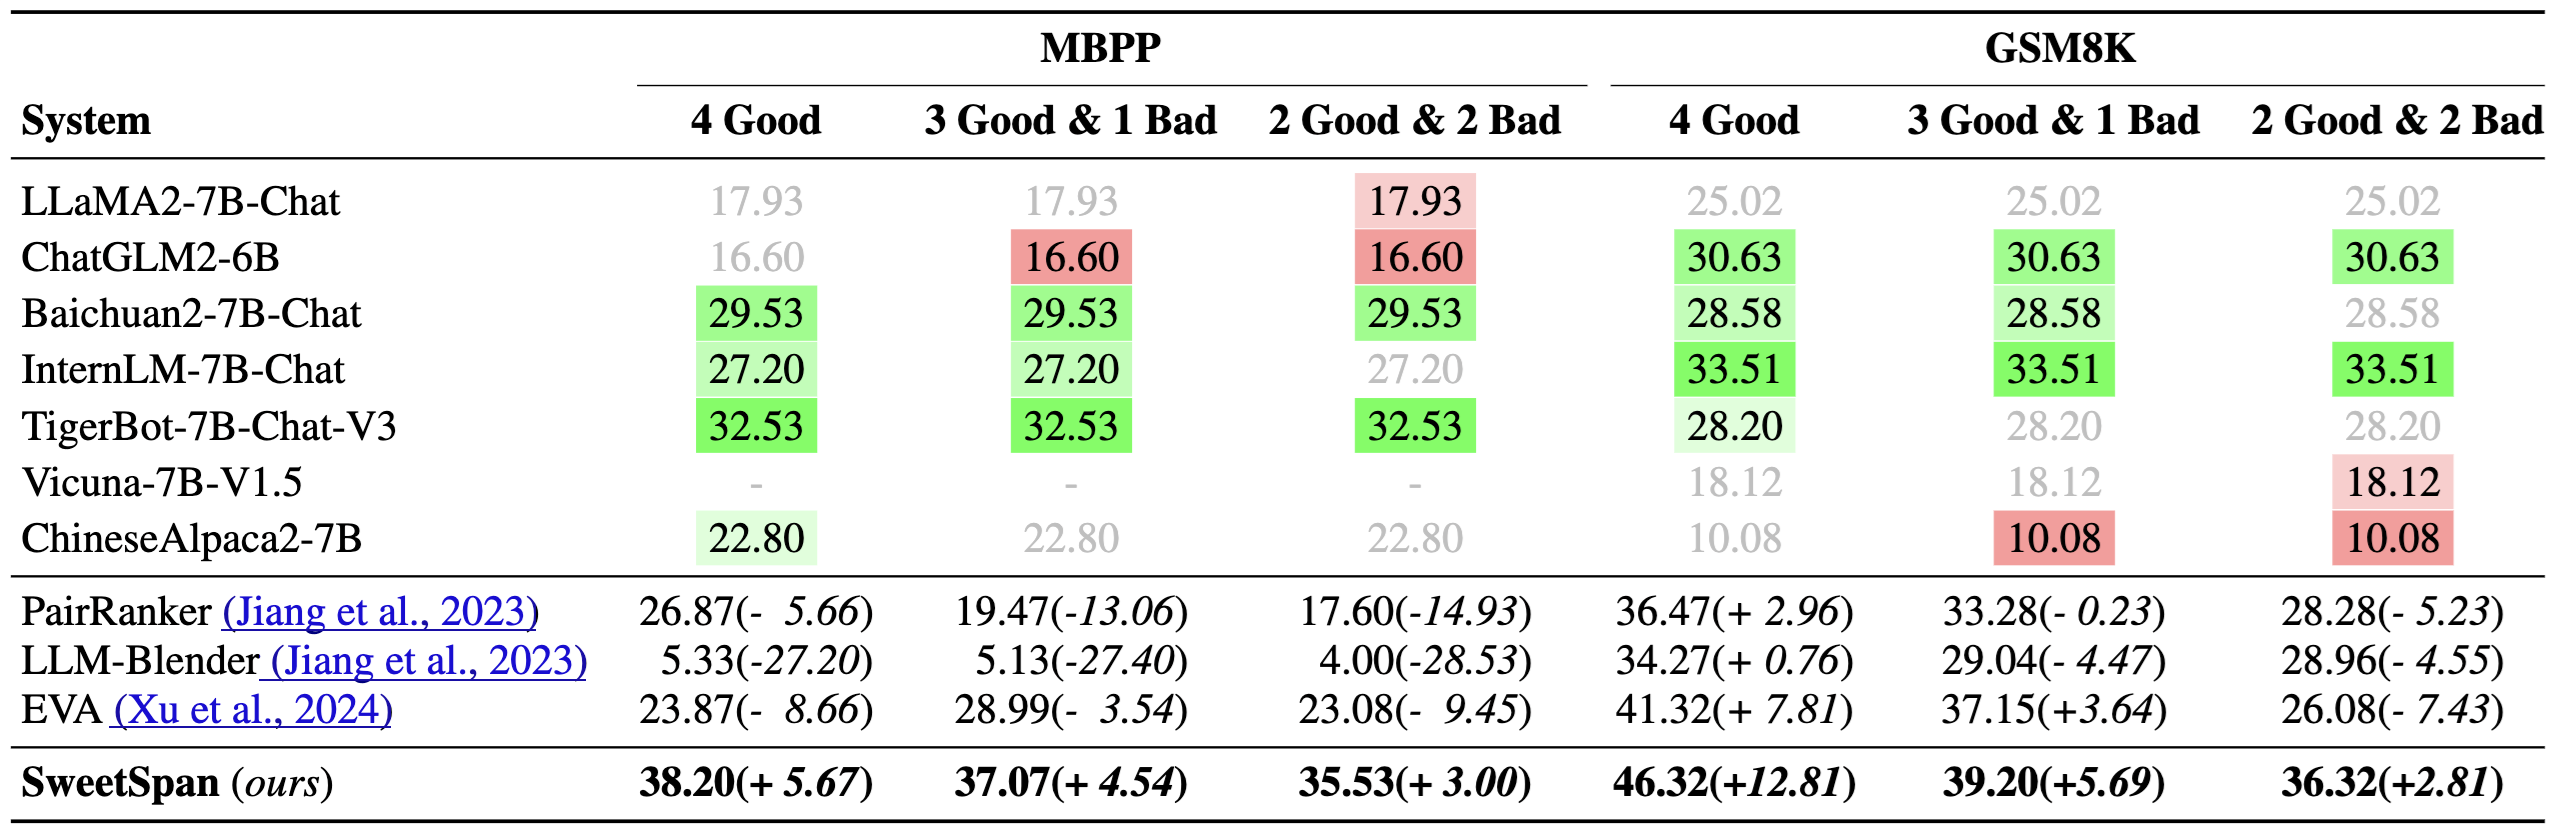 MBPP GSM8K
System 4 Good 3 Good & 1 Bad 2 Good & 2 Bad 4 Good 3 Good & 1 Bad 2 Good & 2 Bad
LLaMA2-7B-Chat 17.93 17.93 17.93 25.02 25.02 25.02
ChatGLM2-6B 16.60 16.60 16.60 30.63 30.63 30.63
Baichuan2-7B-Chat 29.53 29.53 29.53 28.58 28.58 28.58
InternLM-7B-Chat 27.20 27.20 27.20 33.51 33.51 33.51
TigerBot-7B-Chat-V3 32.53 32.53 32.53 28.20 28.20 28.20
Vicuna-7B-V1.5 - - - 18.12 18.12 18.12
ChineseAlpaca2-7B 22.80 22.80 22.80 10.08 10.08 10.08
PairRanker (Jiang et al., 2023) 26.87(- 5.66) 19.47(-13.06) 17.60(-14.93) 36.47(+ 2.96) 33.28(- 0.23) 28.28(- 5.23)
LLM-Blender (Jiang et al., 2023) 5.33(-27.20) 5.13(-27.40) 4.00(-28.53) 34.27(+ 0.76) 29.04(- 4.47) 28.96(- 4.55)
EVA (Xu et al., 2024) 23.87(- 8.66) 28.99(- 3.54) 23.08(- 9.45) 41.32(+ 7.81) 37.15(+3.64) 26.08(- 7.43)
SweetSpan (ours) 38.20(+ 5.67) 37.07(+ 4.54) 35.53(+ 3.00) 46.32(+12.81) 39.20(+5.69) 36.32(+2.81)